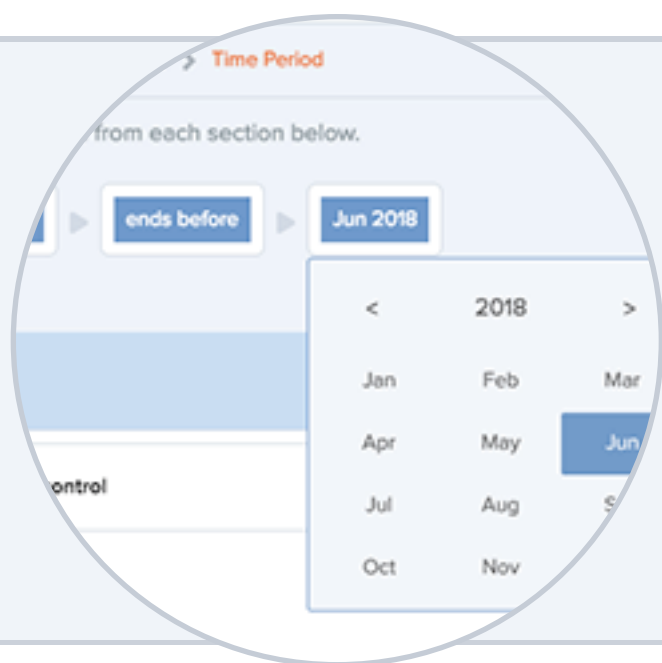 > Time Period
from each section below.
ends before Jun 2018
< 2018 >
Jan Feb Mar
Apr May Jun
Jul Aug
ontrol
Oct Nov